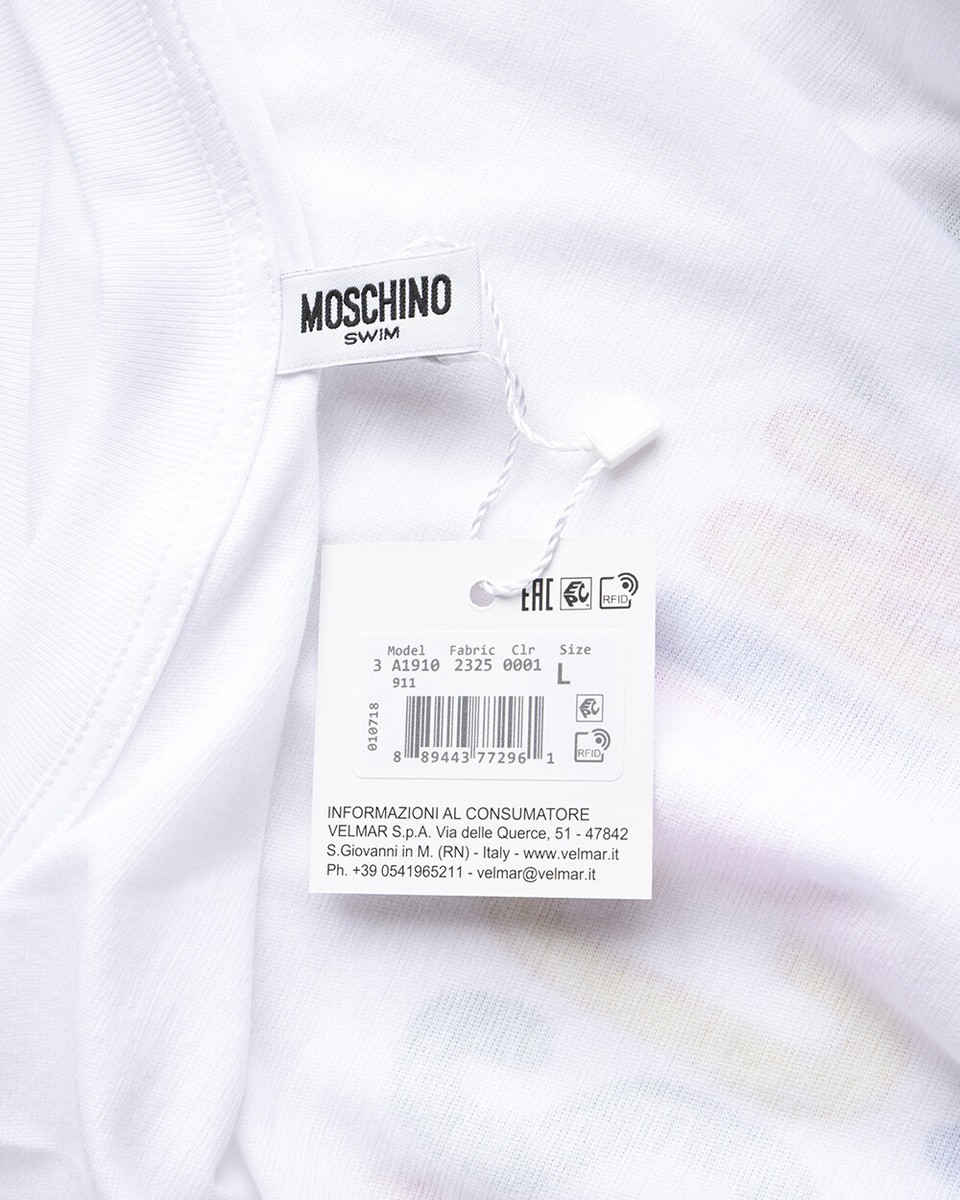 MOSCHINO
SWIM
EAC EPC RFID
Model Fabric Clr Size
3 A1910 2325 0001 L
911
010718
EPC
RFID
8 89443 77296 1
INFORMAZIONI AL CONSUMATORE
VELMAR S.p.A. Via delle Querce, 51 - 47842
S.Giovanni in M. (RN) - Italy - www.velmar.it
Ph. +39 0541965211 - velmar@velmar.it